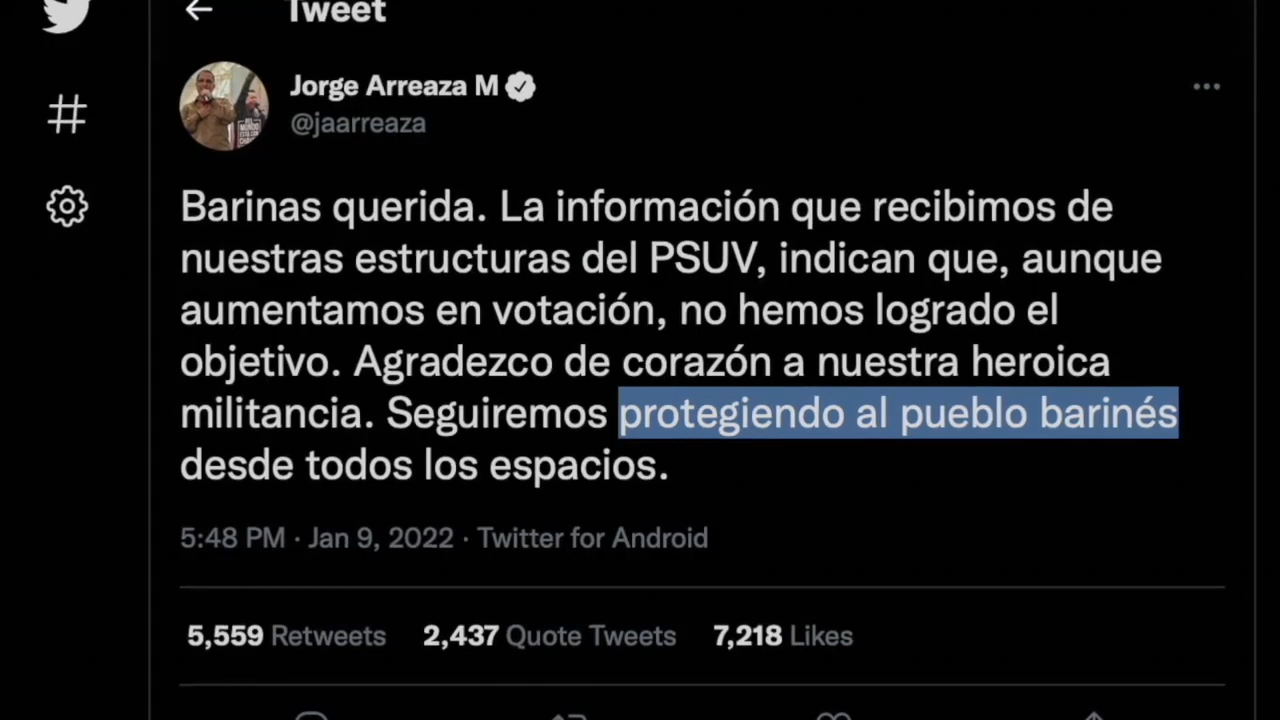 Tweet
Jorge Arreaza M
@jaarreaza
Barinas querida. La información que recibimos de
nuestras estructuras del PSUV, indican que, aunque
aumentamos en votación, no hemos logrado el
objetivo. Agradezco de corazón a nuestra heroica
militancia. Seguiremos protegiendo al pueblo barinés
desde todos los espacios.
5:48 PM · Jan 9, 2022 · Twitter for Android
5,559 Retweets 2,437 Quote Tweets 7,218 Likes